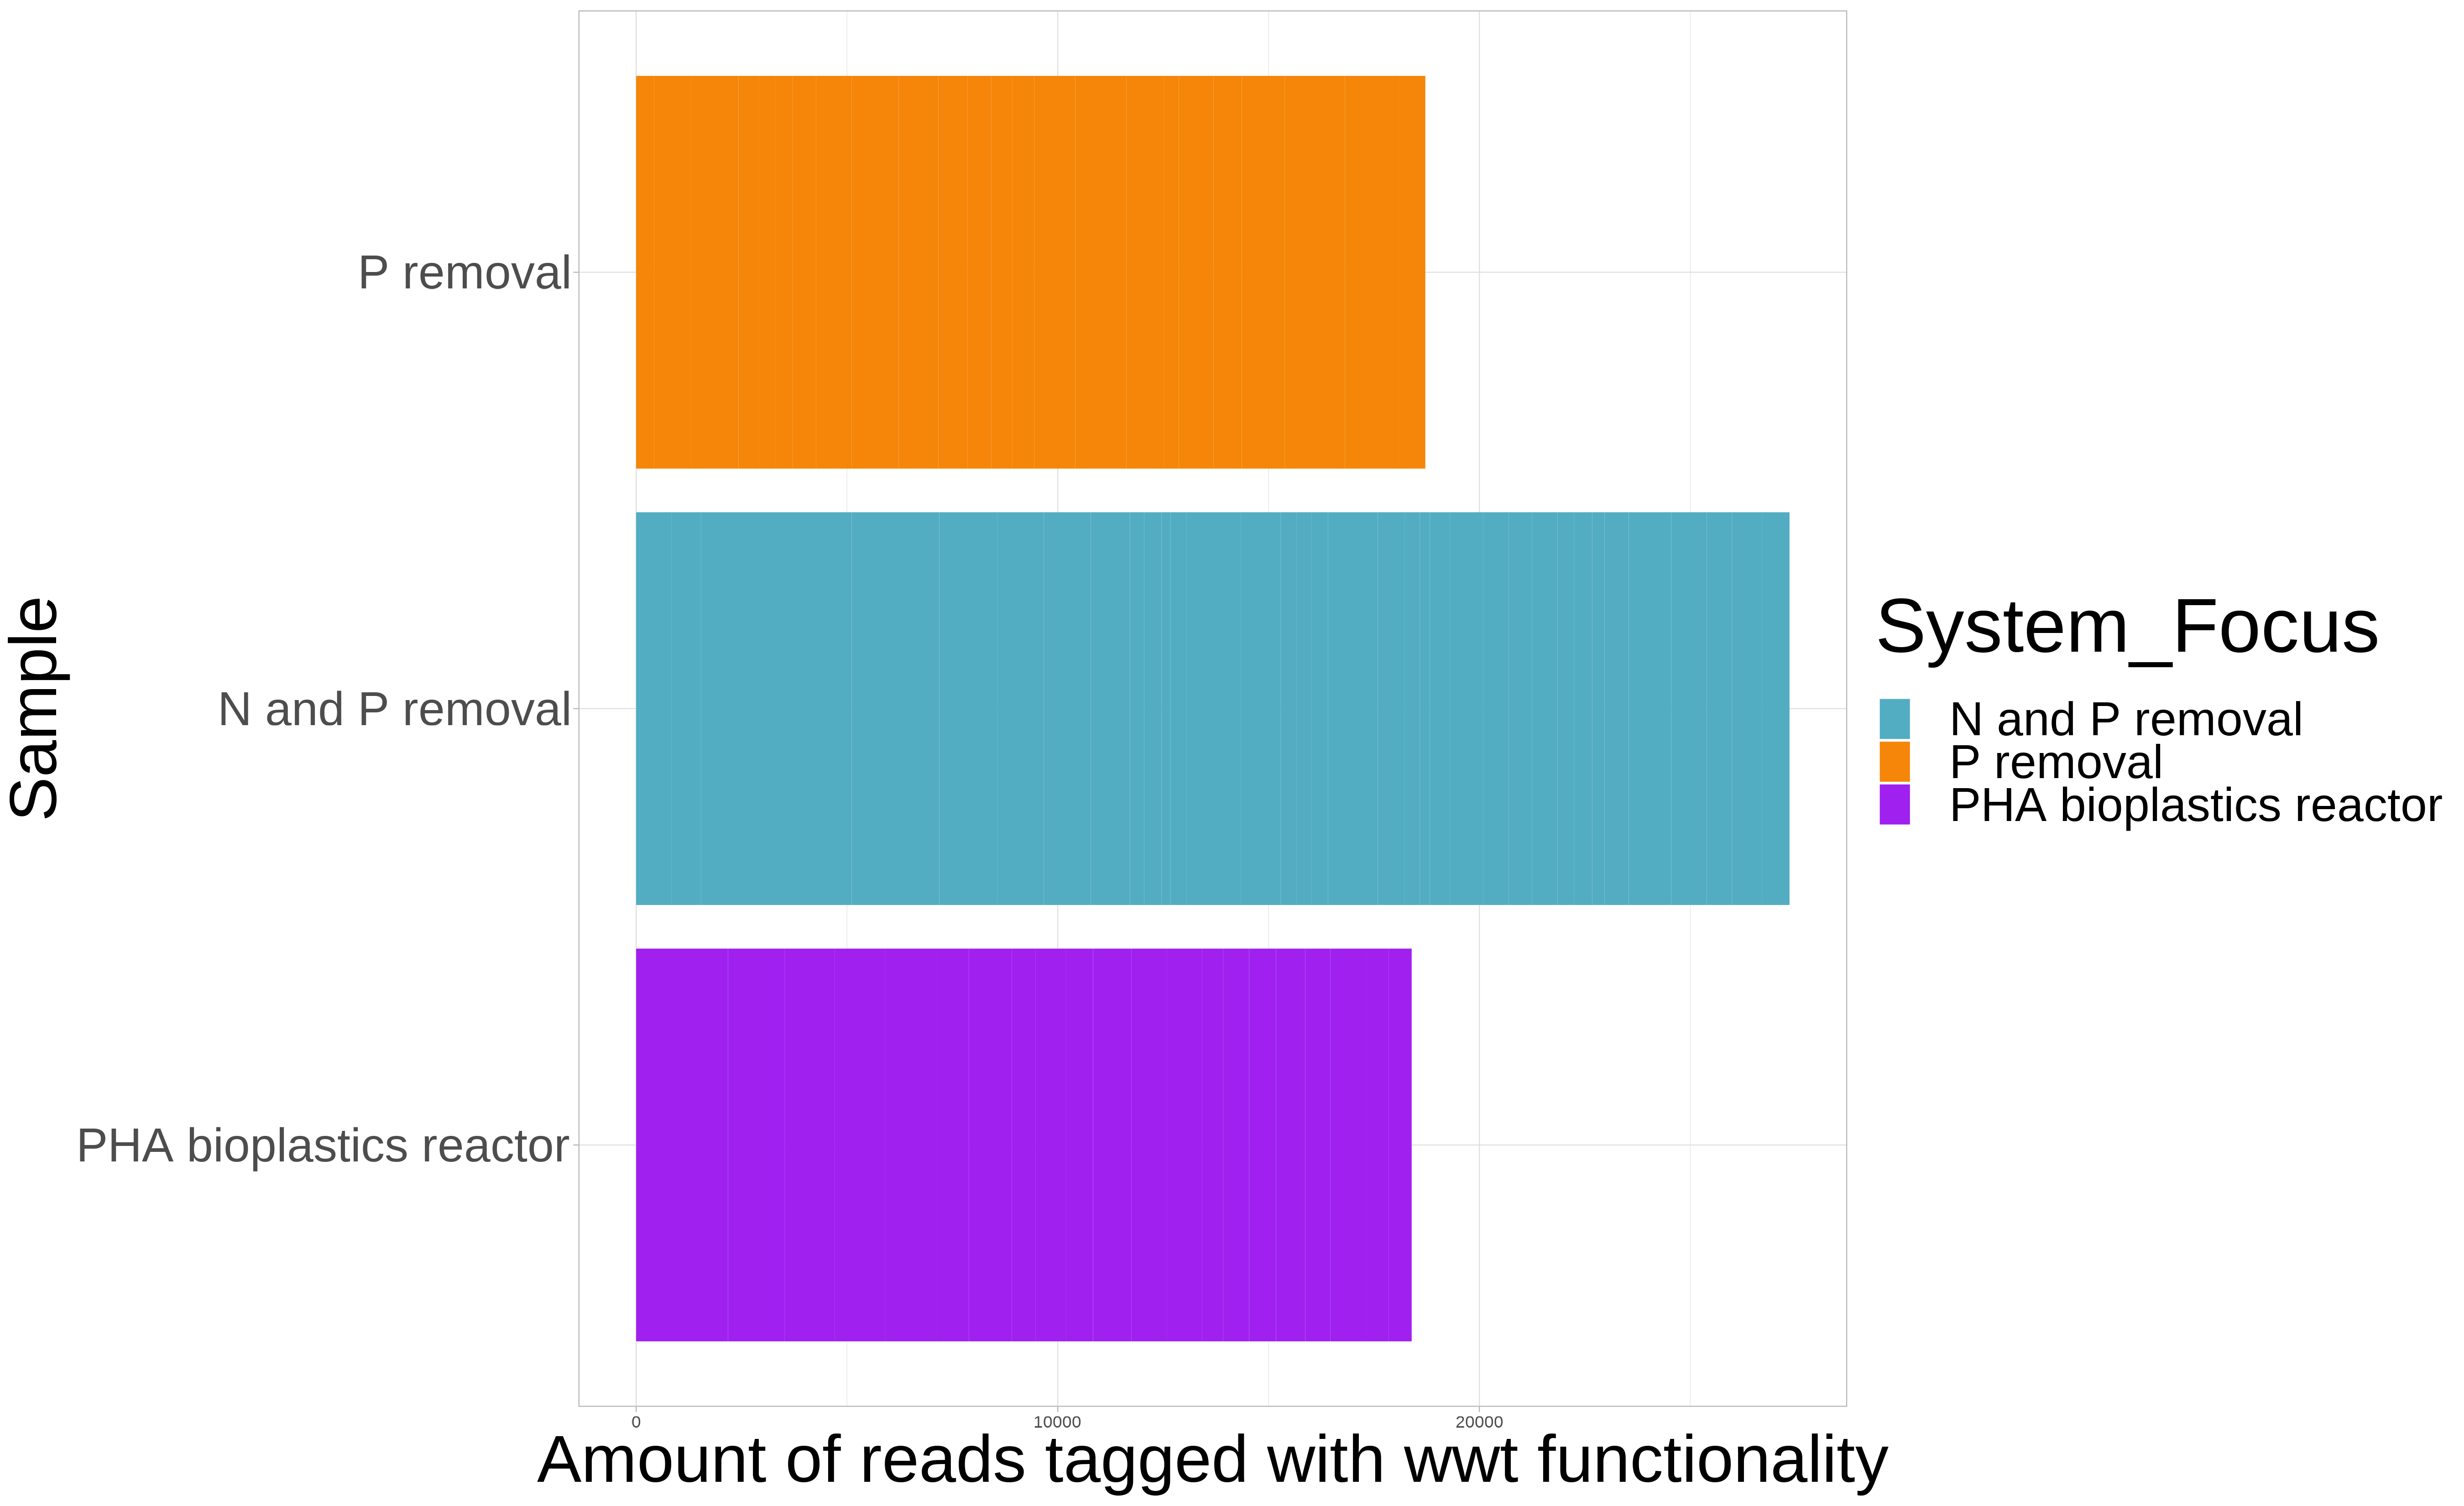 Sample
P removal
N and P removal
PHA bioplastics reactor
0
10000
20000
Amount of reads tagged with wwt functionality
System_Focus
N and P removal
P removal
PHA bioplastics reactor